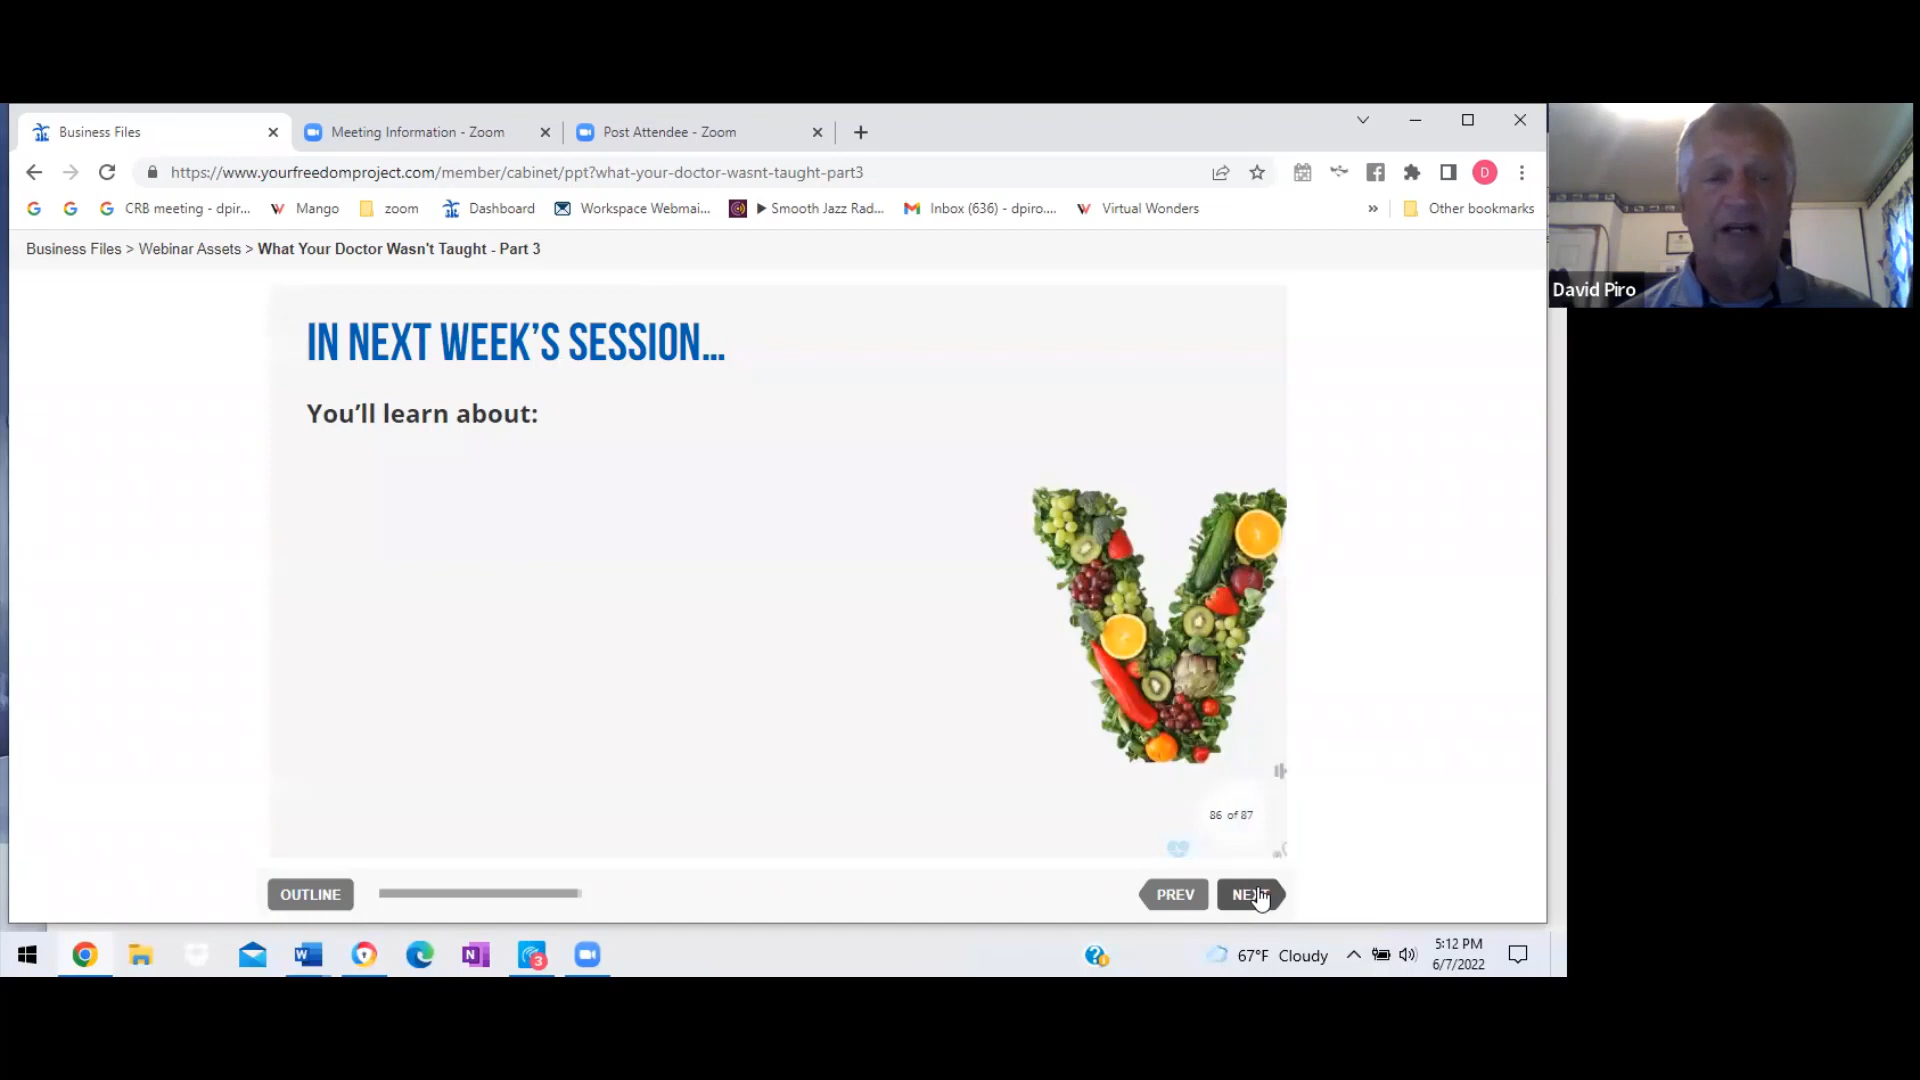 Business Files
Meeting Information - Zoom
Post Attendee - Zoom
https://www.yourfreedomproject.com/member/cabinet/ppt?what-your-doctor-wasnt-taught-part3
D
CRB meeting - dpir...
Mango
zoom
Dashboard
Workspace Webmai...
Smooth Jazz Rad...
Inbox (636) - dpiro....
Virtual Wonders
»
Other bookmarks
Business Files > Webinar Assets > What Your Doctor Wasn't Taught - Part 3
David Piro
IN NEXT WEEK'S SESSION...
You'll learn about:
V
86 of 87
OUTLINE
PREV
NEXT
3
67°F Cloudy
5:12 PM
6/7/2022